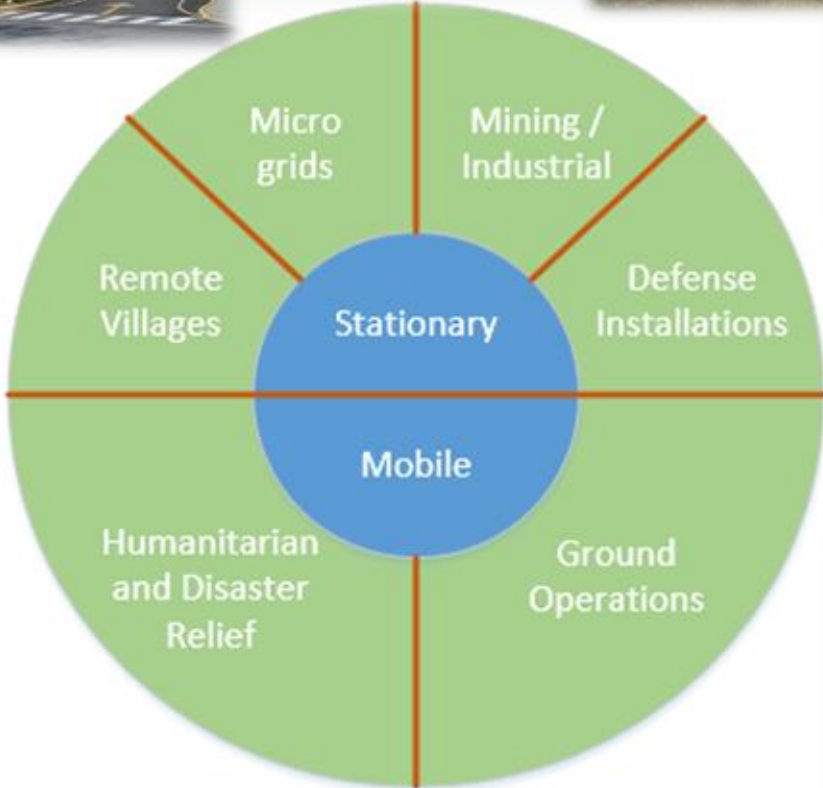 Micro
grids
Mining /
Industrial
Remote
Villages
Defense
Installations
Stationary
Mobile
Humanitarian
and Disaster
Relief
Ground
Operations